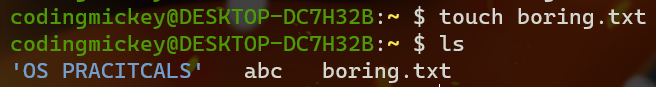 codingmickey@DESKTOP-DC7H32B:~ $ touch boring.txt
codingmickey@DESKTOP-DC7H32B:~ $ ls
'OS PRACITCALS'   abc   boring.txt